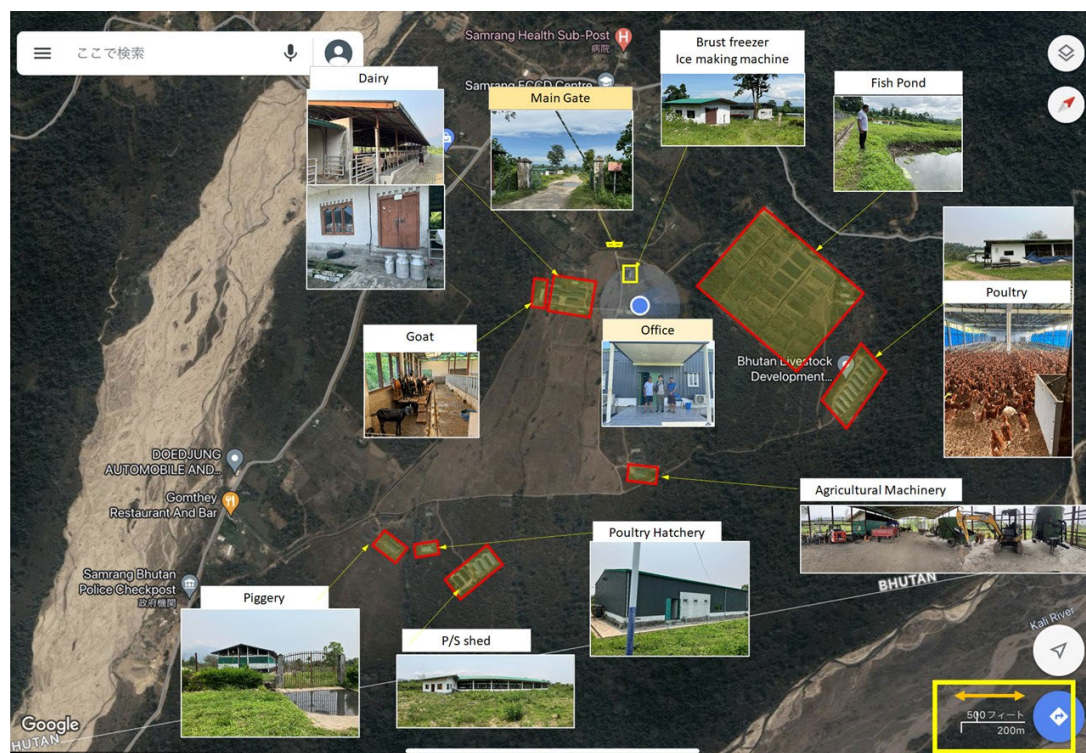 ここで検索
Samrang Health Sub-Post
病院
Samrang ECCD Centre
Dairy
Main Gate
Brust freezer
Ice making machine
Fish Pond
Poultry
Goat
Office
Bhutan Livestock
Development...
DOEDJUNG
AUTOMOBILE AND...
Gomthey
Restaurant And Bar
Agricultural Machinery
Poultry Hatchery
Samrang Bhutan
Police Checkpost
政府機関
Piggery
P/S shed
BHUTAN
Kali River
500フィート
200m
Google
HUTAN